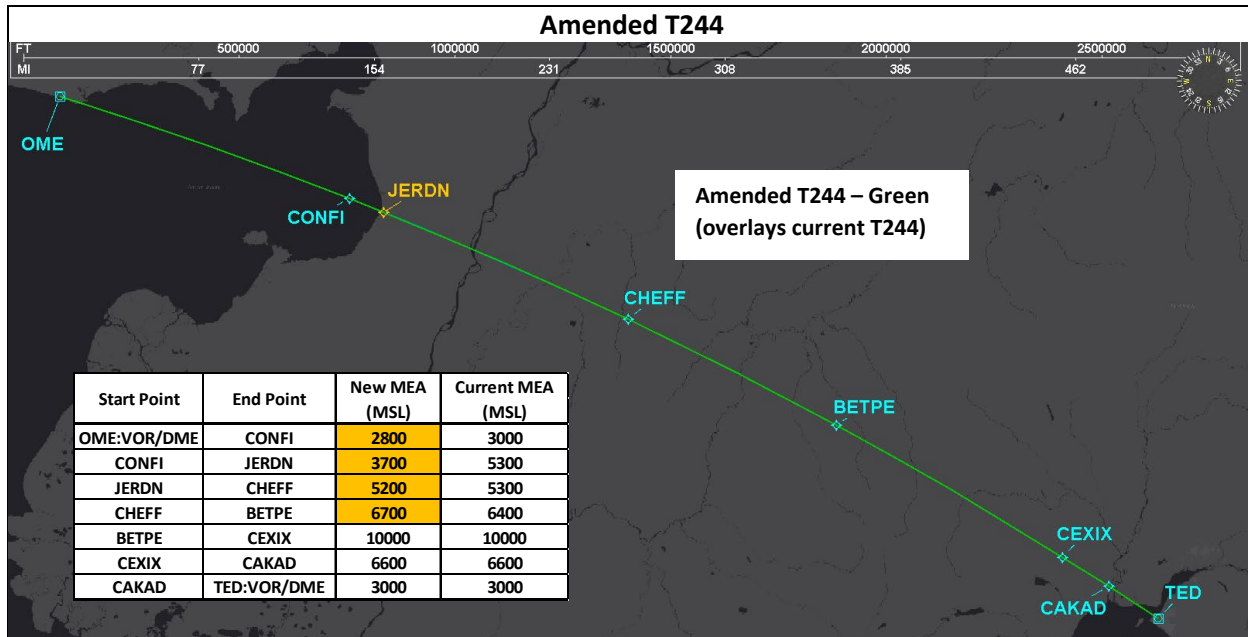 Amended T244
FT 500000 1000000 1500000 2000000 2500000
MI 77 154 231 308 385 462
OME
CONFI
JERDN
Amended T244 – Green
(overlays current T244)
CHEFF
BETPE
CEXIX
CAKAD
TED
Start Point End Point New MEA (MSL) Current MEA (MSL)
OME:VOR/DME CONFI 2800 3000
CONFI JERDN 3700 5300
JERDN CHEFF 5200 5300
CHEFF BETPE 6700 6400
BETPE CEXIX 10000 10000
CEXIX CAKAD 6600 6600
CAKAD TED:VOR/DME 3000 3000
N
E
S
W